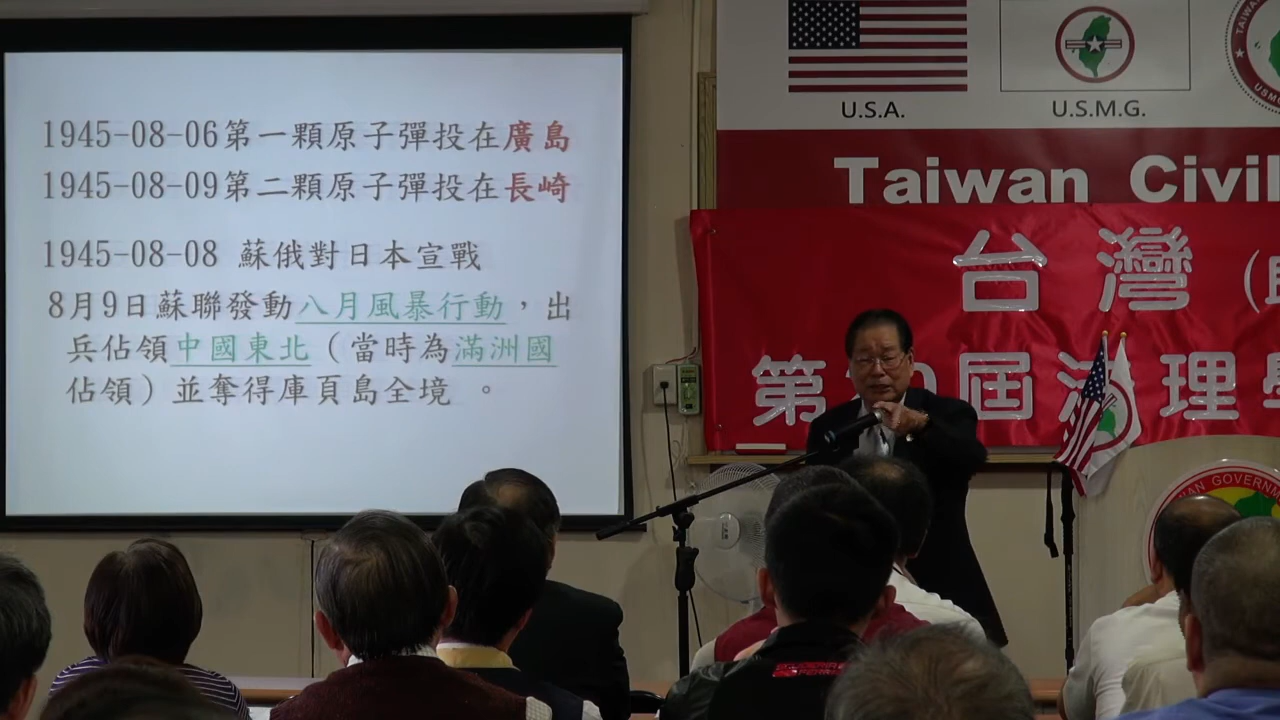 1945-08-06第一顆原子彈投在廣島
1945-08-09第二顆原子彈投在長崎
1945-08-08 蘇俄對日本宣戰
8月9日蘇聯發動八月風暴行動，出
兵佔領中國東北（當時為滿洲國
佔領）並奪得庫頁島全境 。
U.S.A.
U.S.M.G.
Taiwan Civil
台灣（
第 屆法理學